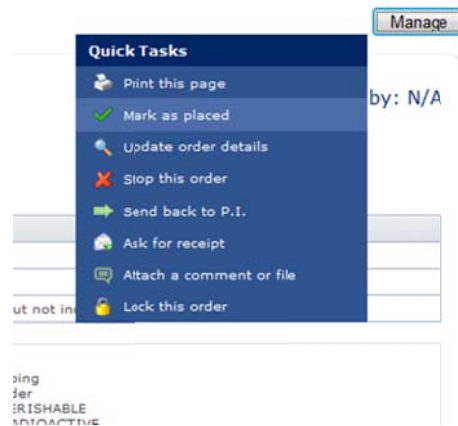 Manage
Quick Tasks
Print this page
by: N/A
Mark as placed
Update order details
Stop this order
Send back to P.I.
Ask for receipt
Attach a comment or file
ut not in
Lock this order
ping
der
ERISHABLE
ADIOACTIVE